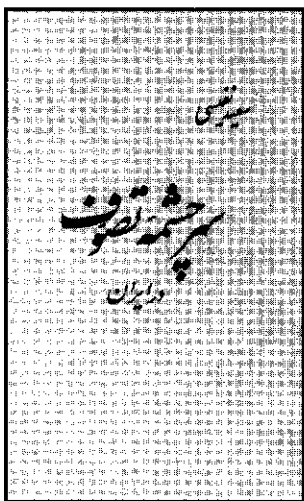 سعید نفیسی
سرچشمهٔ تصوف
در ایران